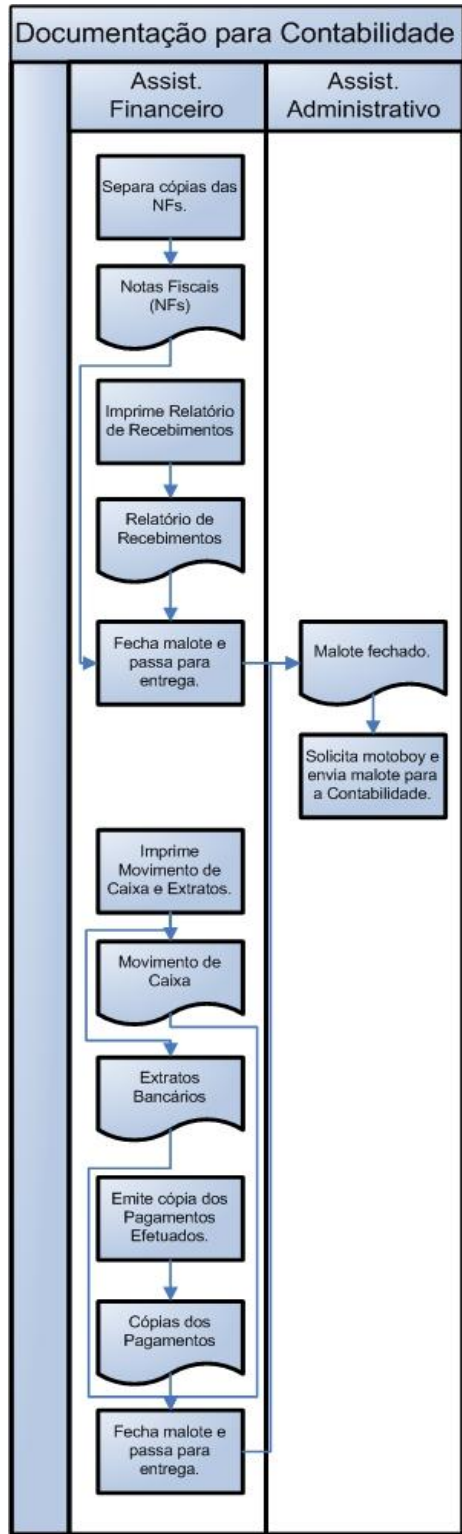 Documentação para Contabilidade
Assist.
Financeiro
Assist.
Administrativo
Separa cópias das
NFs.
Notas Fiscais
(NFs)
Imprime Relatório
de Recebimentos
Relatório de
Recebimentos
Fecha malote e
passa para
entrega.
Malote fechado.
Solicita motoboy e
envia malote para
a Contabilidade.
Imprime
Movimento de
Caixa e Extratos.
Movimento de
Caixa
Extratos
Bancários
Emite cópia dos
Pagamentos
Efetuados.
Cópias dos
Pagamentos
Fecha malote e
passa para
entrega.